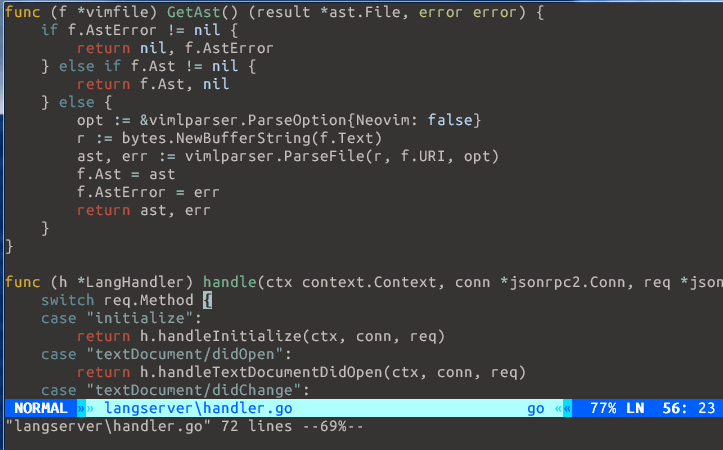 func (f *vimfile) GetAst() (result *ast.File, error error) {
    if f.AstError != nil {
        return nil, f.AstError
    } else if f.Ast != nil {
        return f.Ast, nil
    } else {
        opt := &vimlparser.ParseOption{Neovim: false}
        r := bytes.NewBufferString(f.Text)
        ast, err := vimlparser.ParseFile(r, f.URI, opt)
        f.Ast = ast
        f.AstError = err
        return ast, err
    }
}

func (h *LangHandler) handle(ctx context.Context, conn *jsonrpc2.Conn, req *json
    switch req.Method {
    case "initialize":
        return h.handleInitialize(ctx, conn, req)
    case "textDocument/didOpen":
        return h.handleTextDocumentDidOpen(ctx, conn, req)
    case "textDocument/didChange":
NORMAL »» langserver\handler.go go «« 77% LN 56: 23
"langserver\handler.go" 72 lines --69%--